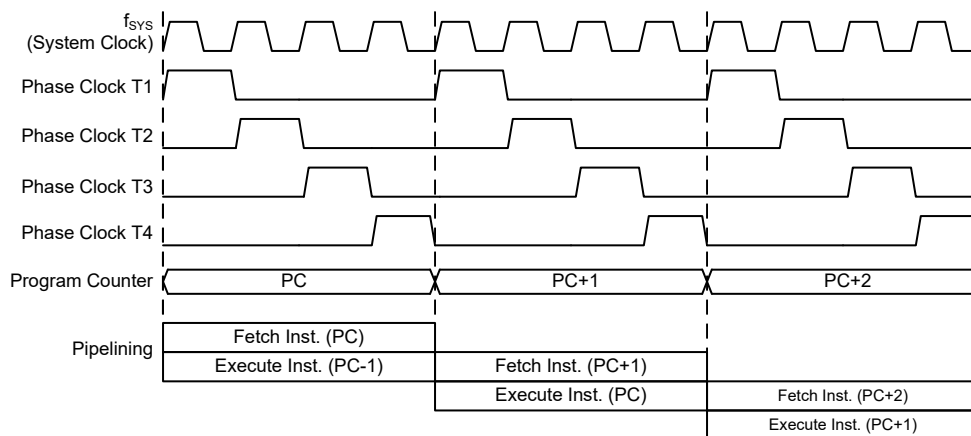 fSYS
(System Clock)
Phase Clock T1
Phase Clock T2
Phase Clock T3
Phase Clock T4
Program Counter PC PC+1 PC+2
Fetch Inst. (PC)
Pipelining
Execute Inst. (PC-1) Fetch Inst. (PC+1)
Execute Inst. (PC) Fetch Inst. (PC+2)
Execute Inst. (PC+1)